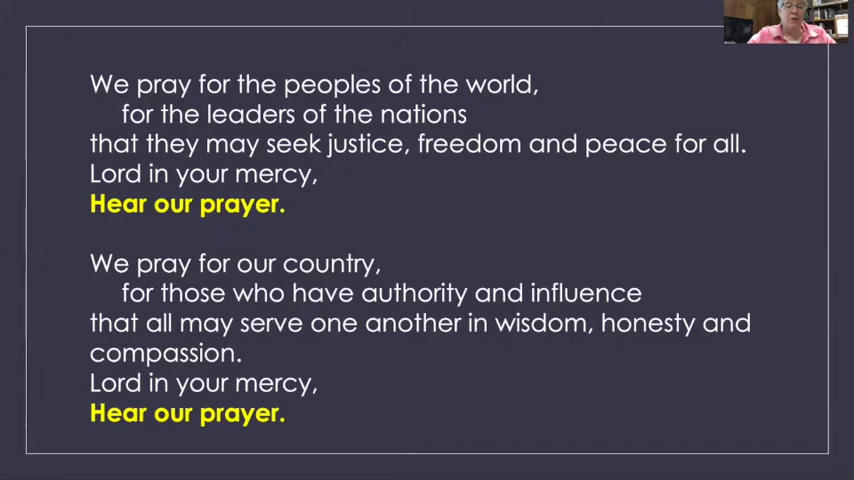 We pray for the peoples of the world,
for the leaders of the nations
that they may seek justice, freedom and peace for all.
Lord in your mercy,
Hear our prayer.
We pray for our country,
for those who have authority and influence
that all may serve one another in wisdom, honesty and
compassion.
Lord in your mercy,
Hear our prayer.